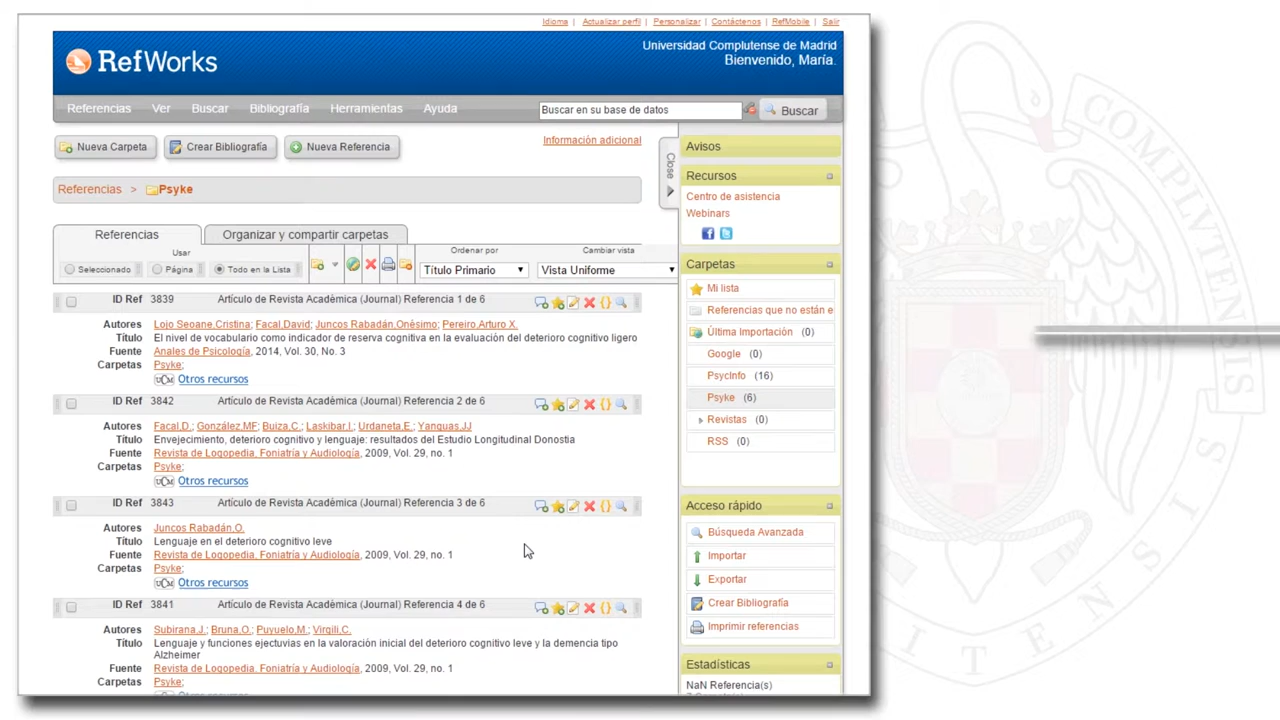 Idioma | Actualizar perfil | Personalizar | Contáctenos | RefMobile | Salir
RefWorks
Universidad Complutense de Madrid
Bienvenido, María.
Referencias Ver Buscar Bibliografía Herramientas Ayuda
Buscar en su base de datos
Buscar
Nueva Carpeta
Crear Bibliografía
Nueva Referencia
Información adicional
Referencias > Psyke
Referencias
Organizar y compartir carpetas
Usar
Seleccionado
Página
Todo en la Lista
Ordenar por
Título Primario
Cambiar vista
Vista Uniforme
ID Ref 3839 Artículo de Revista Académica (Journal) Referencia 1 de 6
Autores Lojo Seoane,Cristina; Facal,David; Juncos Rabadán,Onésimo; Pereiro,Arturo X.
Título El nivel de vocabulario como indicador de reserva cognitiva en la evaluación del deterioro cognitivo ligero
Fuente Anales de Psicología, 2014, Vol. 30, No. 3
Carpetas Psyke;
UCM Otros recursos
ID Ref 3842 Artículo de Revista Académica (Journal) Referencia 2 de 6
Autores Facal,D.; González,MF; Buiza,C.; Laskibar,I.; Urdaneta,E.; Yanguas,JJ
Título Envejecimiento, deterioro cognitivo y lenguaje: resultados del Estudio Longitudinal Donostia
Fuente Revista de Logopedia, Foniatría y Audiología, 2009, Vol. 29, no. 1
Carpetas Psyke;
UCM Otros recursos
ID Ref 3843 Artículo de Revista Académica (Journal) Referencia 3 de 6
Autores Juncos Rabadán,O.
Título Lenguaje en el deterioro cognitivo leve
Fuente Revista de Logopedia, Foniatría y Audiología, 2009, Vol. 29, no. 1
Carpetas Psyke;
UCM Otros recursos
ID Ref 3841 Artículo de Revista Académica (Journal) Referencia 4 de 6
Autores Subirana,J.; Bruna,O.; Puyuelo,M.; Virgili,C.
Título Lenguaje y funciones ejectuvias en la valoración inicial del deterioro cognitivo leve y la demencia tipo
Alzheimer
Fuente Revista de Logopedia, Foniatría y Audiología, 2009, Vol. 29, no. 1
Carpetas Psyke;
Close
Avisos
Recursos
Centro de asistencia
Webinars
Carpetas
Mi lista
Referencias que no están e
Última Importación (0)
Google (0)
PsycInfo (16)
Psyke (6)
Revistas (0)
RSS (0)
Acceso rápido
Búsqueda Avanzada
Importar
Exportar
Crear Bibliografía
Imprimir referencias
Estadísticas
NaN Referencia(s)